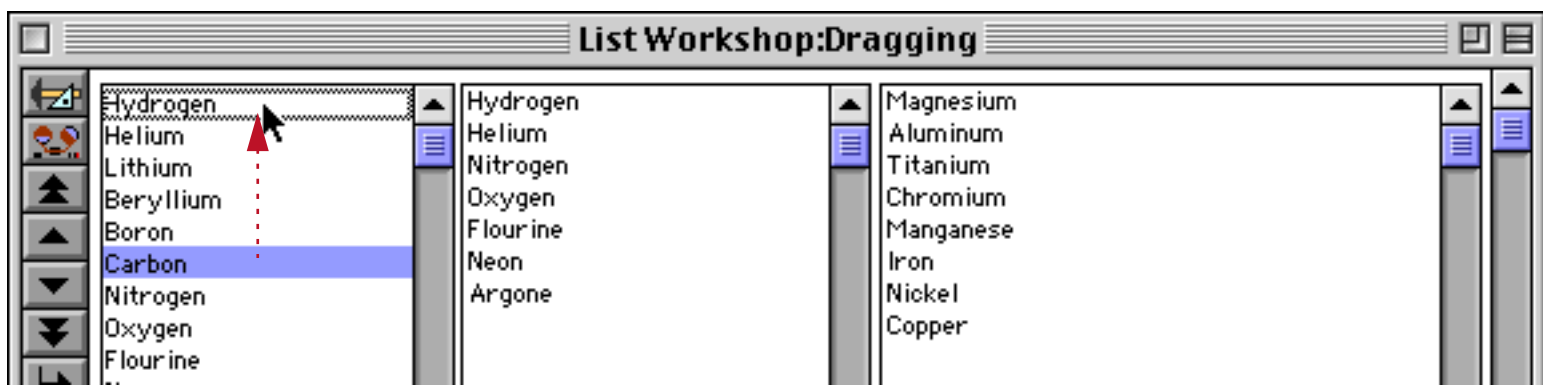 List Workshop:Dragging
Hydrogen
Helium
Lithium
Beryllium
Boron
Carbon
Nitrogen
Oxygen
Flourine
Hydrogen
Helium
Nitrogen
Oxygen
Flourine
Neon
Argone
Magnesium
Aluminum
Titanium
Chromium
Manganese
Iron
Nickel
Copper